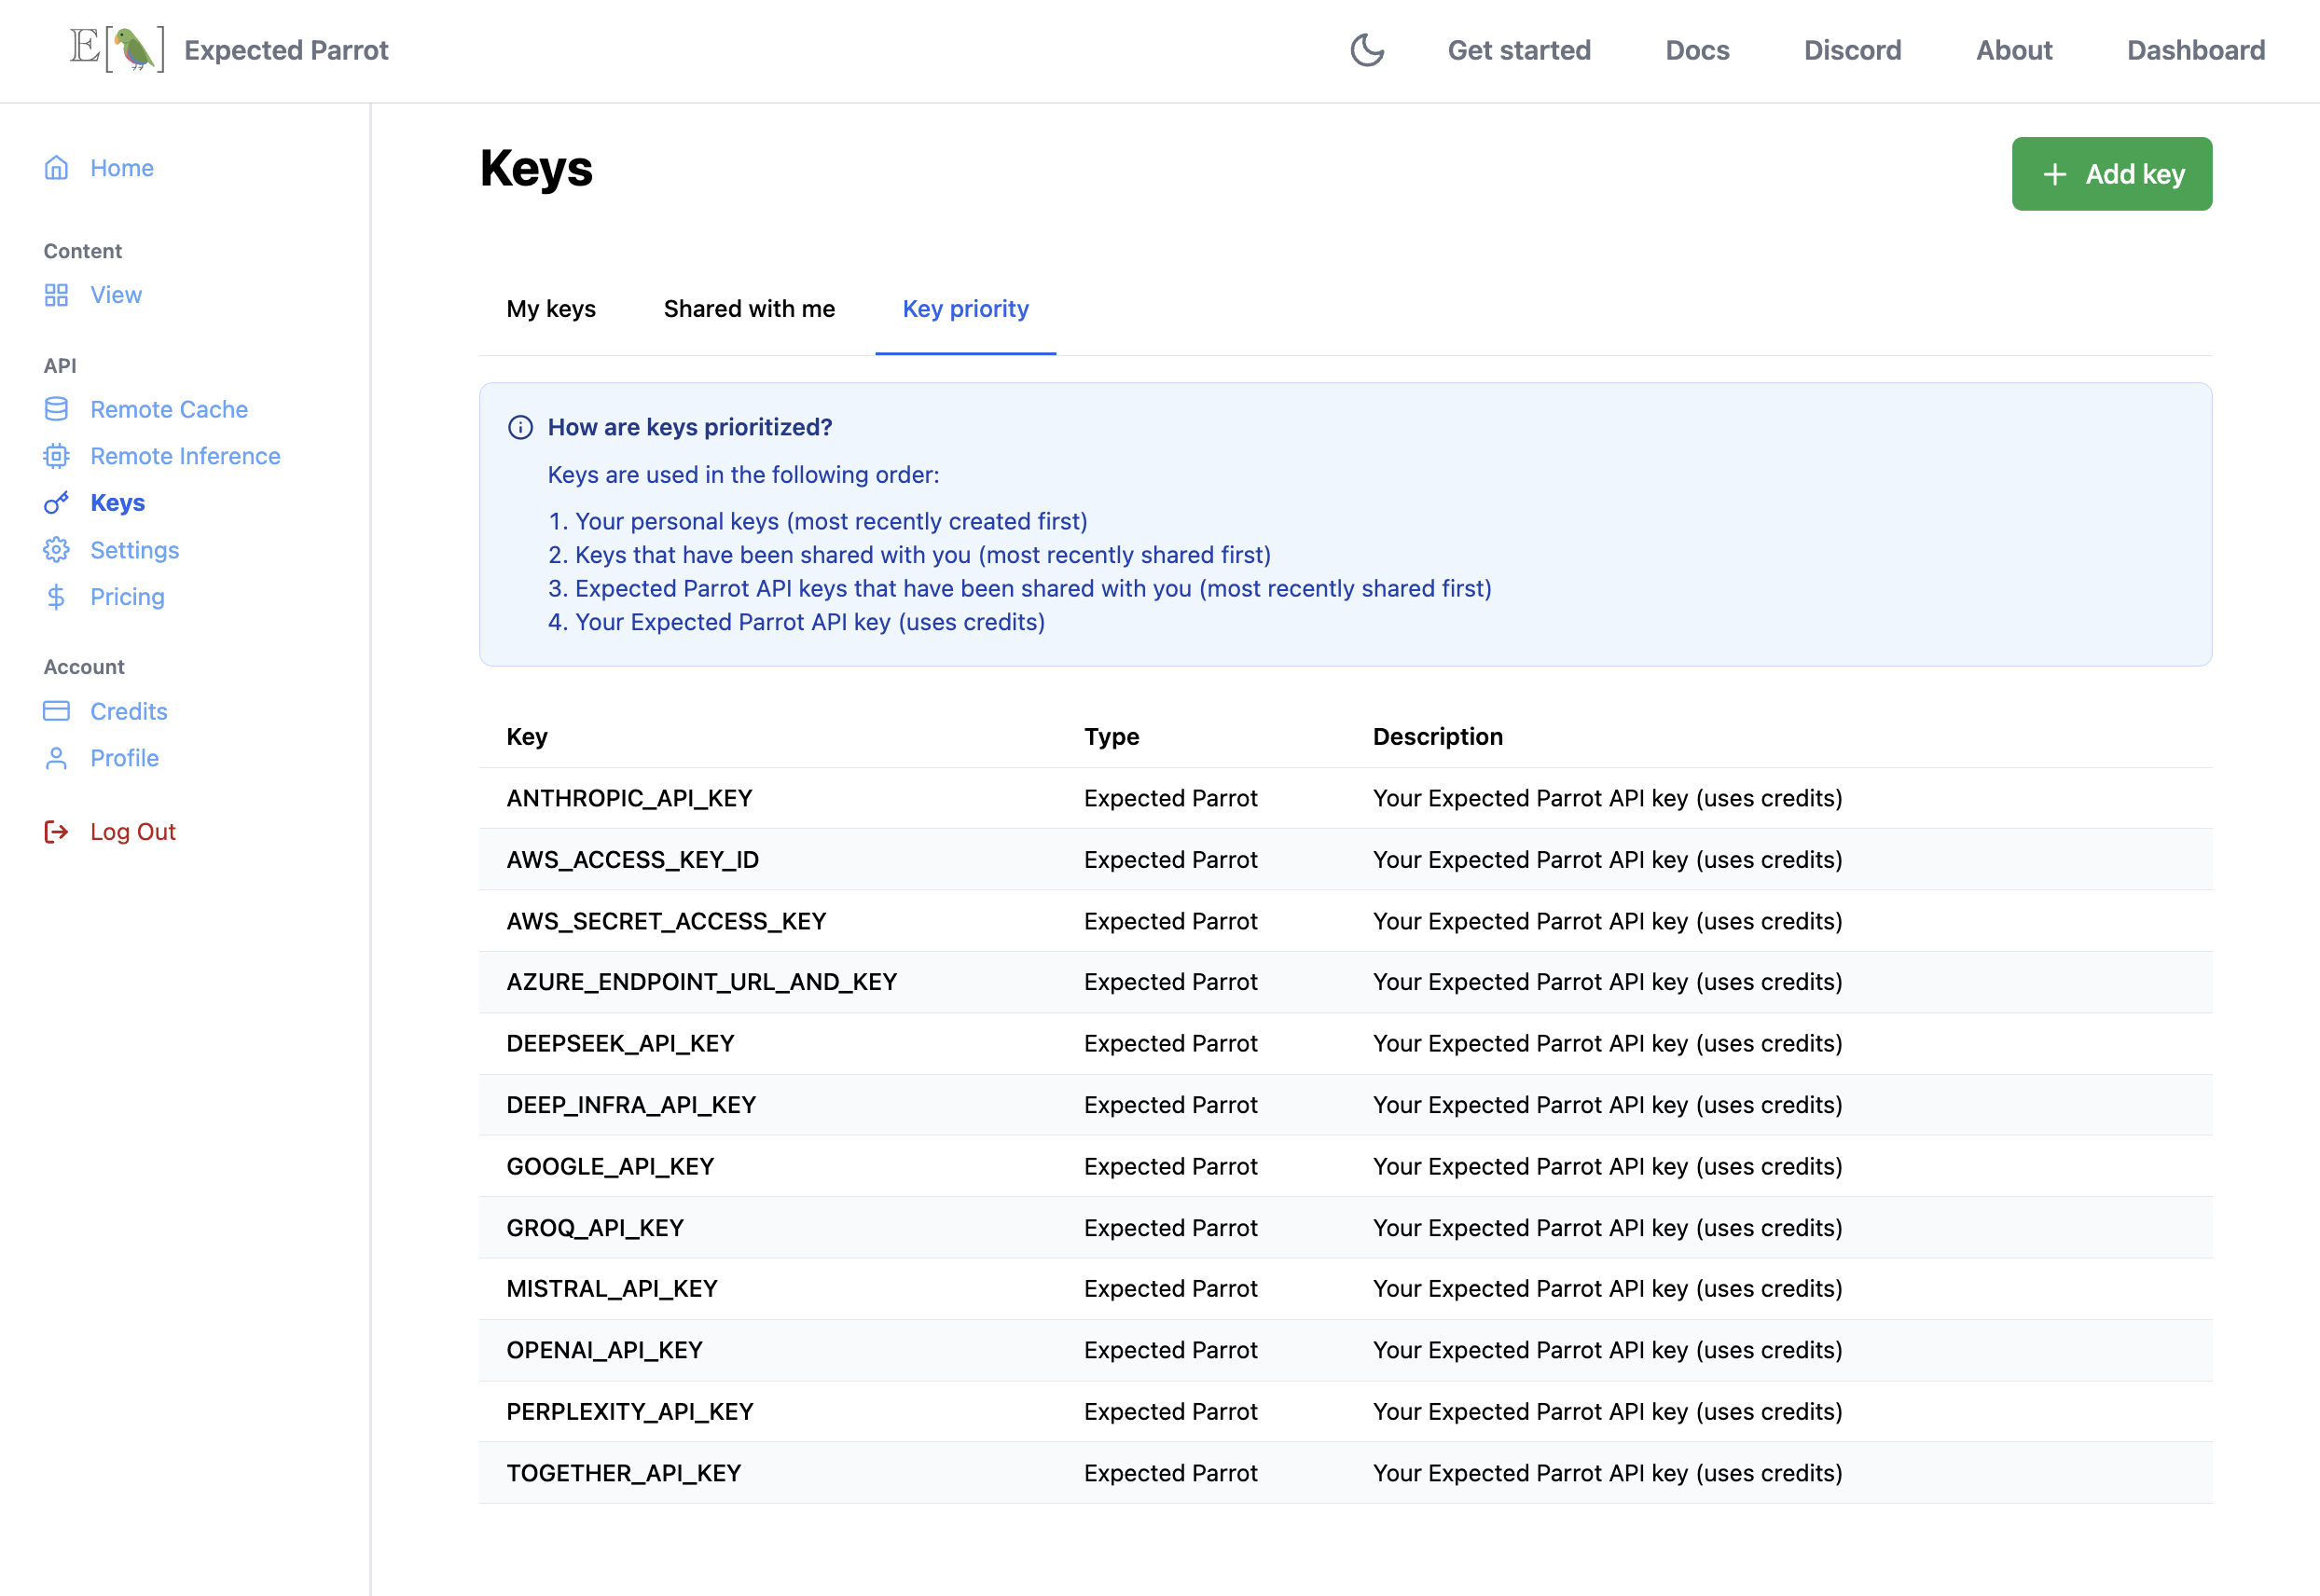 E[🦜] Expected Parrot
Get started Docs Discord About Dashboard
Home
Content
View
API
Remote Cache
Remote Inference
Keys
Settings
Pricing
Account
Credits
Profile
Log Out
Keys
+ Add key
My keys Shared with me Key priority
How are keys prioritized?
Keys are used in the following order:
1. Your personal keys (most recently created first)
2. Keys that have been shared with you (most recently shared first)
3. Expected Parrot API keys that have been shared with you (most recently shared first)
4. Your Expected Parrot API key (uses credits)
Key Type Description
ANTHROPIC_API_KEY Expected Parrot Your Expected Parrot API key (uses credits)
AWS_ACCESS_KEY_ID Expected Parrot Your Expected Parrot API key (uses credits)
AWS_SECRET_ACCESS_KEY Expected Parrot Your Expected Parrot API key (uses credits)
AZURE_ENDPOINT_URL_AND_KEY Expected Parrot Your Expected Parrot API key (uses credits)
DEEPSEEK_API_KEY Expected Parrot Your Expected Parrot API key (uses credits)
DEEP_INFRA_API_KEY Expected Parrot Your Expected Parrot API key (uses credits)
GOOGLE_API_KEY Expected Parrot Your Expected Parrot API key (uses credits)
GROQ_API_KEY Expected Parrot Your Expected Parrot API key (uses credits)
MISTRAL_API_KEY Expected Parrot Your Expected Parrot API key (uses credits)
OPENAI_API_KEY Expected Parrot Your Expected Parrot API key (uses credits)
PERPLEXITY_API_KEY Expected Parrot Your Expected Parrot API key (uses credits)
TOGETHER_API_KEY Expected Parrot Your Expected Parrot API key (uses credits)